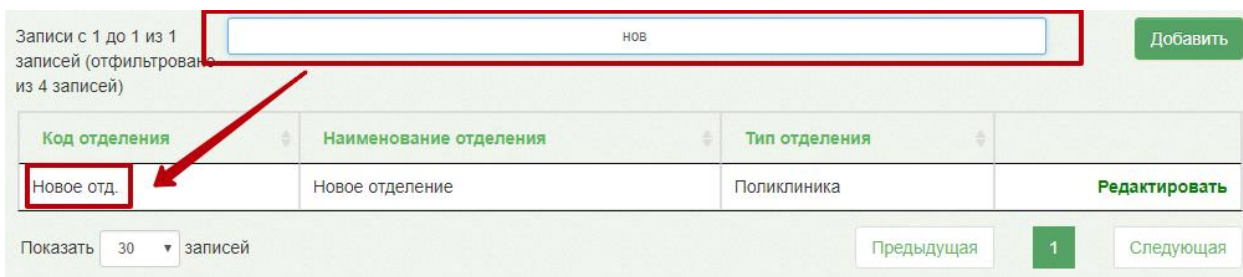 Записи с 1 до 1 из 1
записей (отфильтровано
из 4 записей)
нов
Добавить
Код отделения Наименование отделения Тип отделения
Новое отд. Новое отделение Поликлиника Редактировать
Показать 30 записей Предыдущая 1 Следующая